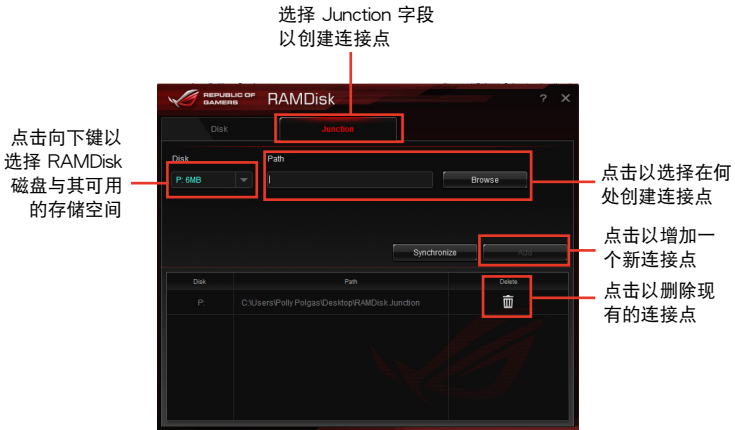 选择 Junction 字段
以创建连接点
REPUBLIC OF
GAMERS
RAMDisk
? X
Disk
Junction
点击向下键以
选择 RAMDisk
磁盘与其可用
的存储空间
Disk
Path
P: 6MB
Browse
点击以选择在何
处创建连接点
Synchronize
Add
点击以增加一
个新连接点
Disk
Path
Delete
P:
C:\Users\Polly Polgas\Desktop\RAMDisk Junction
点击以删除现
有的连接点